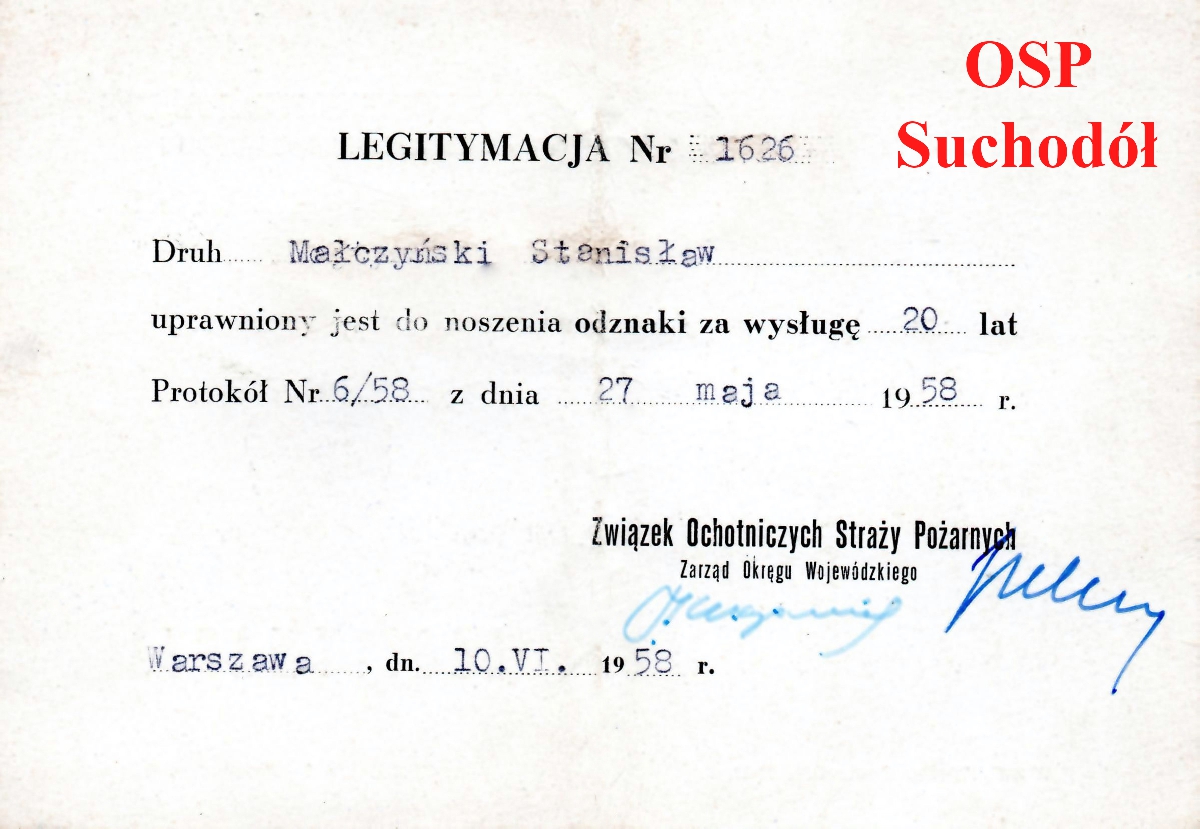 OSP
Suchodół
LEGITYMACJA Nr 1626
Druh Małczyński Stanisław
uprawniony jest do noszenia odznaki za wysługę 20 lat
Protokół Nr 6/58 z dnia 27 maja 1958 r.
Związek Ochotniczych Straży Pożarnych
Zarząd Okręgu Wojewódzkiego
Warszawa, dn. 10.VI. 1958 r.